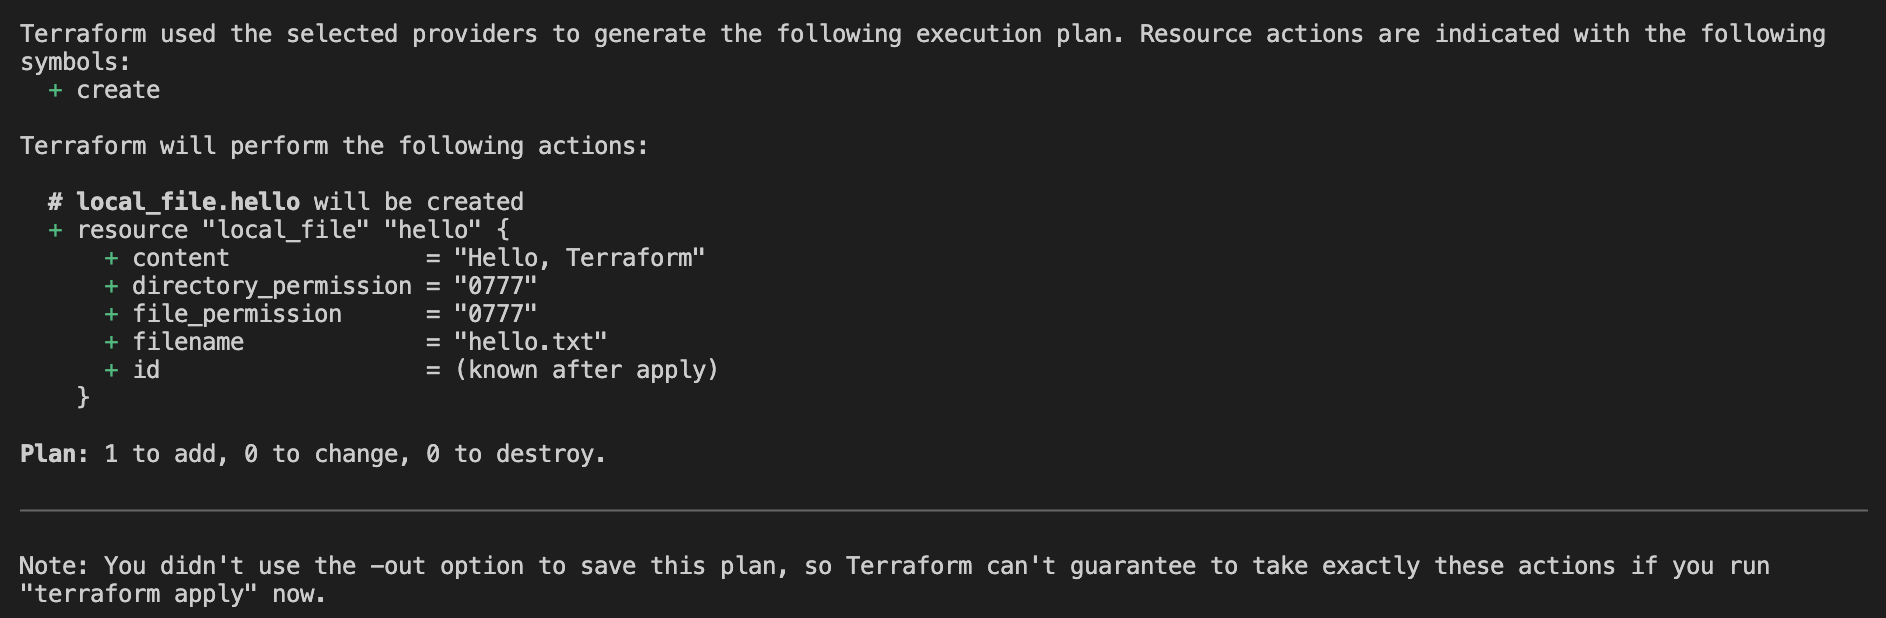 Terraform used the selected providers to generate the following execution plan. Resource actions are indicated with the following
symbols:
  + create

Terraform will perform the following actions:

  # local_file.hello will be created
  + resource "local_file" "hello" {
      + content              = "Hello, Terraform"
      + directory_permission = "0777"
      + file_permission      = "0777"
      + filename             = "hello.txt"
      + id                   = (known after apply)
    }

Plan: 1 to add, 0 to change, 0 to destroy.

Note: You didn't use the -out option to save this plan, so Terraform can't guarantee to take exactly these actions if you run
"terraform apply" now.